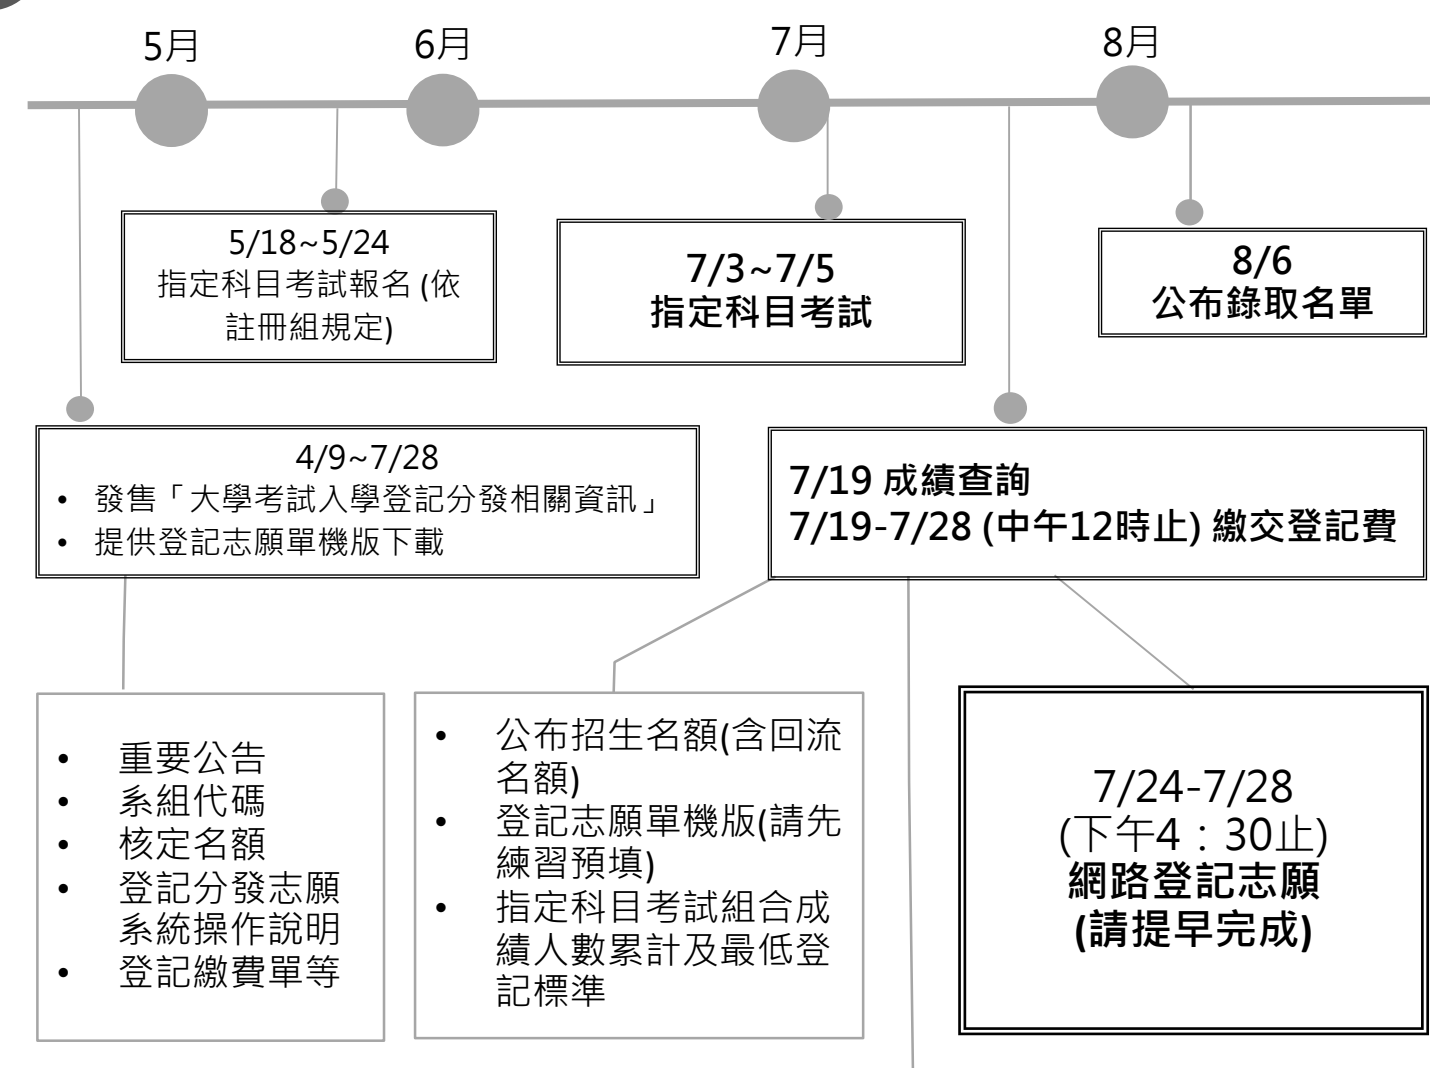 5月
6月
7月
8月
5/18~5/24
指定科目考試報名 (依
註冊組規定)
7/3~7/5
指定科目考試
8/6
公布錄取名單
4/9~7/28
• 發售「大學考試入學登記分發相關資訊」
• 提供登記志願單機版下載
7/19 成績查詢
7/19-7/28 (中午12時止) 繳交登記費
• 重要公告
• 系組代碼
• 核定名額
• 登記分發志願
系統操作說明
• 登記繳費單等
• 公布招生名額(含回流
名額)
• 登記志願單機版(請先
練習預填)
• 指定科目考試組合成
績人數累計及最低登
記標準
7/24-7/28
(下午4：30止)
網路登記志願
(請提早完成)